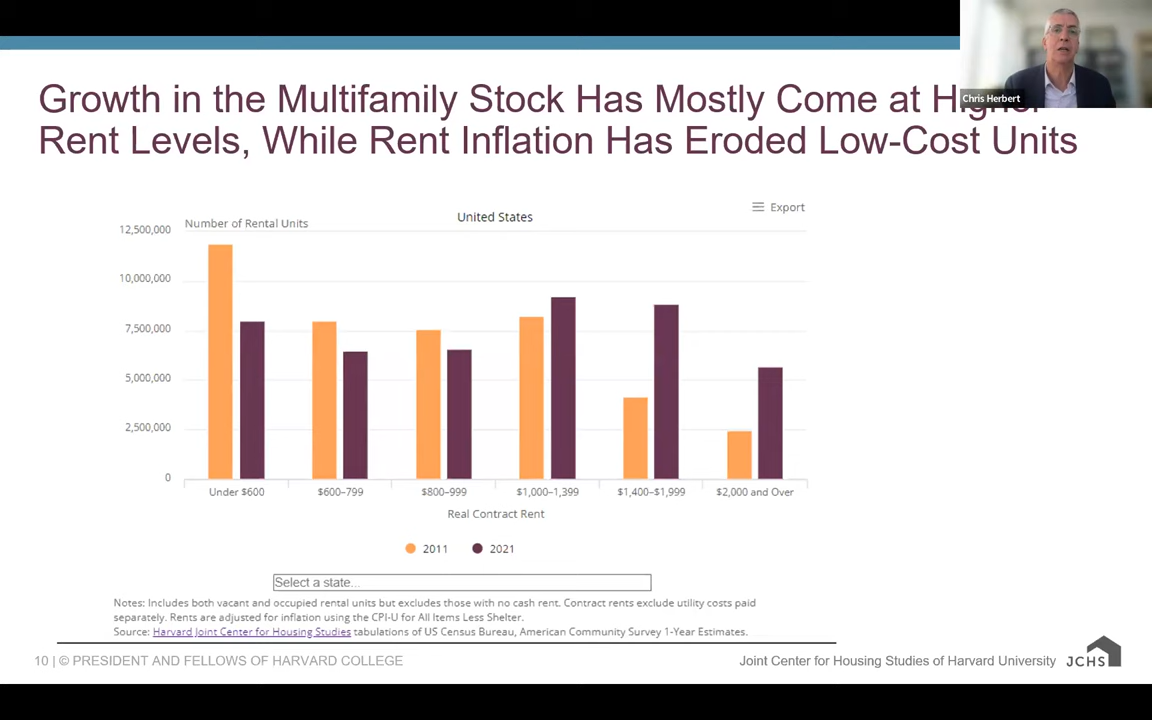 Chris Herbert
Growth in the Multifamily Stock Has Mostly Come at Higher
Rent Levels, While Rent Inflation Has Eroded Low-Cost Units
Export
United States
Number of Rental Units
12,500,000
10,000,000
7,500,000
5,000,000
2,500,000
0
Under $600 $600–799 $800–999 $1,000–1,399 $1,400–$1,999 $2,000 and Over
Real Contract Rent
2011 2021
Select a state...
Notes: Includes both vacant and occupied rental units but excludes those with no cash rent. Contract rents exclude utility costs paid
separately. Rents are adjusted for inflation using the CPI-U for All Items Less Shelter.
Source: Harvard Joint Center for Housing Studies tabulations of US Census Bureau, American Community Survey 1-Year Estimates.
10 | © PRESIDENT AND FELLOWS OF HARVARD COLLEGE
Joint Center for Housing Studies of Harvard University JCHS